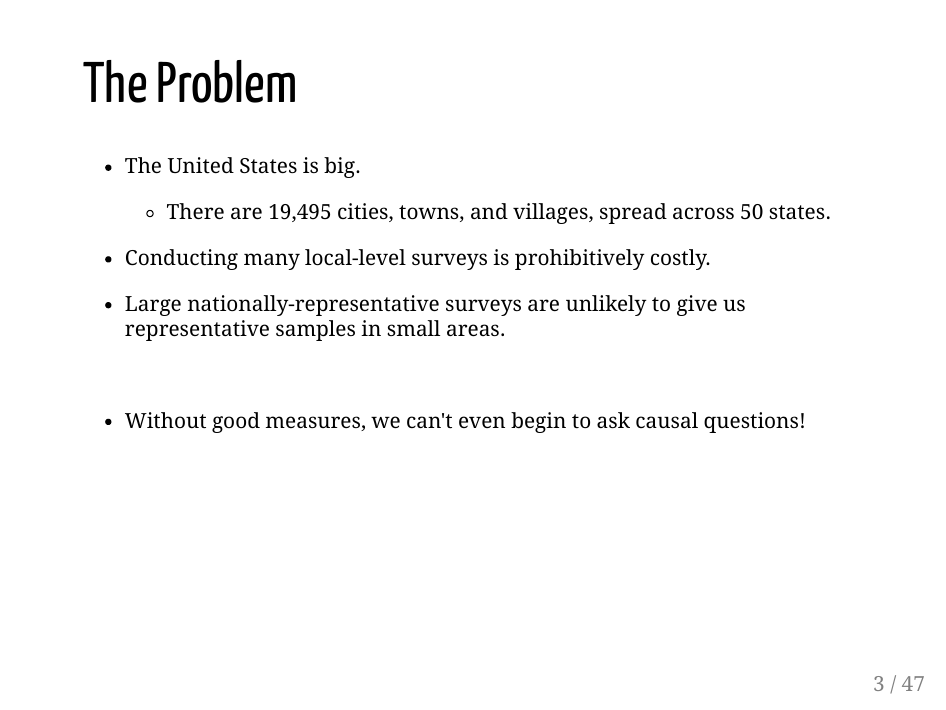 The Problem
• The United States is big.
◦ There are 19,495 cities, towns, and villages, spread across 50 states.
• Conducting many local-level surveys is prohibitively costly.
• Large nationally-representative surveys are unlikely to give us
representative samples in small areas.
• Without good measures, we can't even begin to ask causal questions!
3 / 47